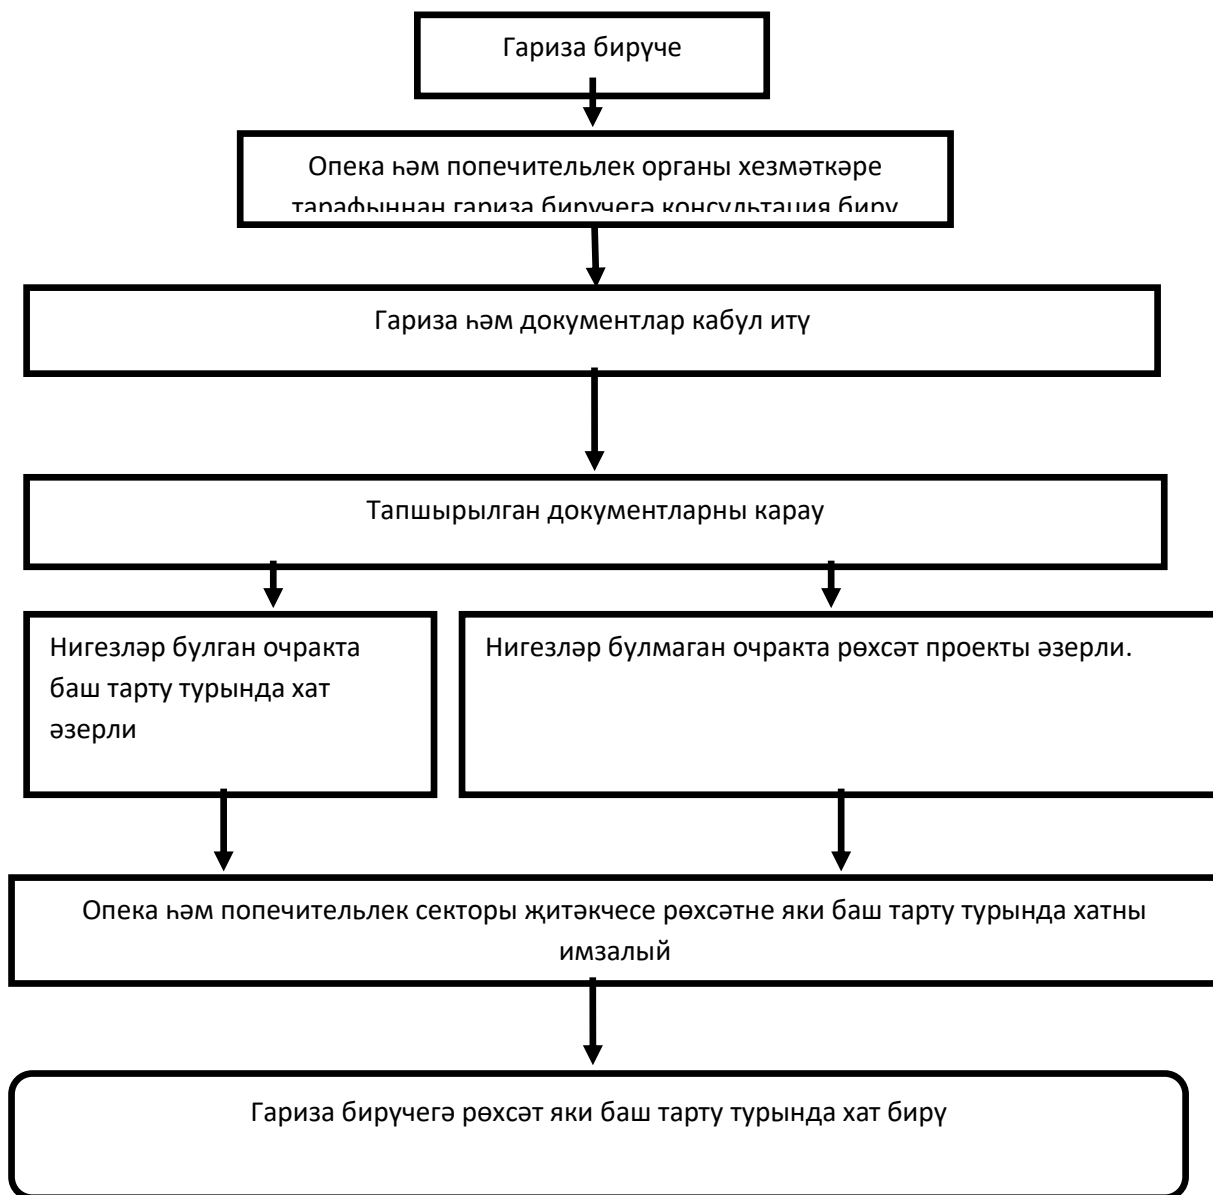 Гариза бирүче
Опека һәм попечительлек органы хезмәткәре
тарафыннан гариза бирүчегә консультация бирү
Гариза һәм документлар кабул итү
Тапшырылган документларны карау
Нигезләр булган очракта
баш тарту турында хат
әзерли
Нигезләр булмаган очракта рөхсәт проекты әзерли.
Опека һәм попечительлек секторы җитәкчесе рөхсәтне яки баш тарту турында хатны
имзалый
Гариза бирүчегә рөхсәт яки баш тарту турында хат бирү